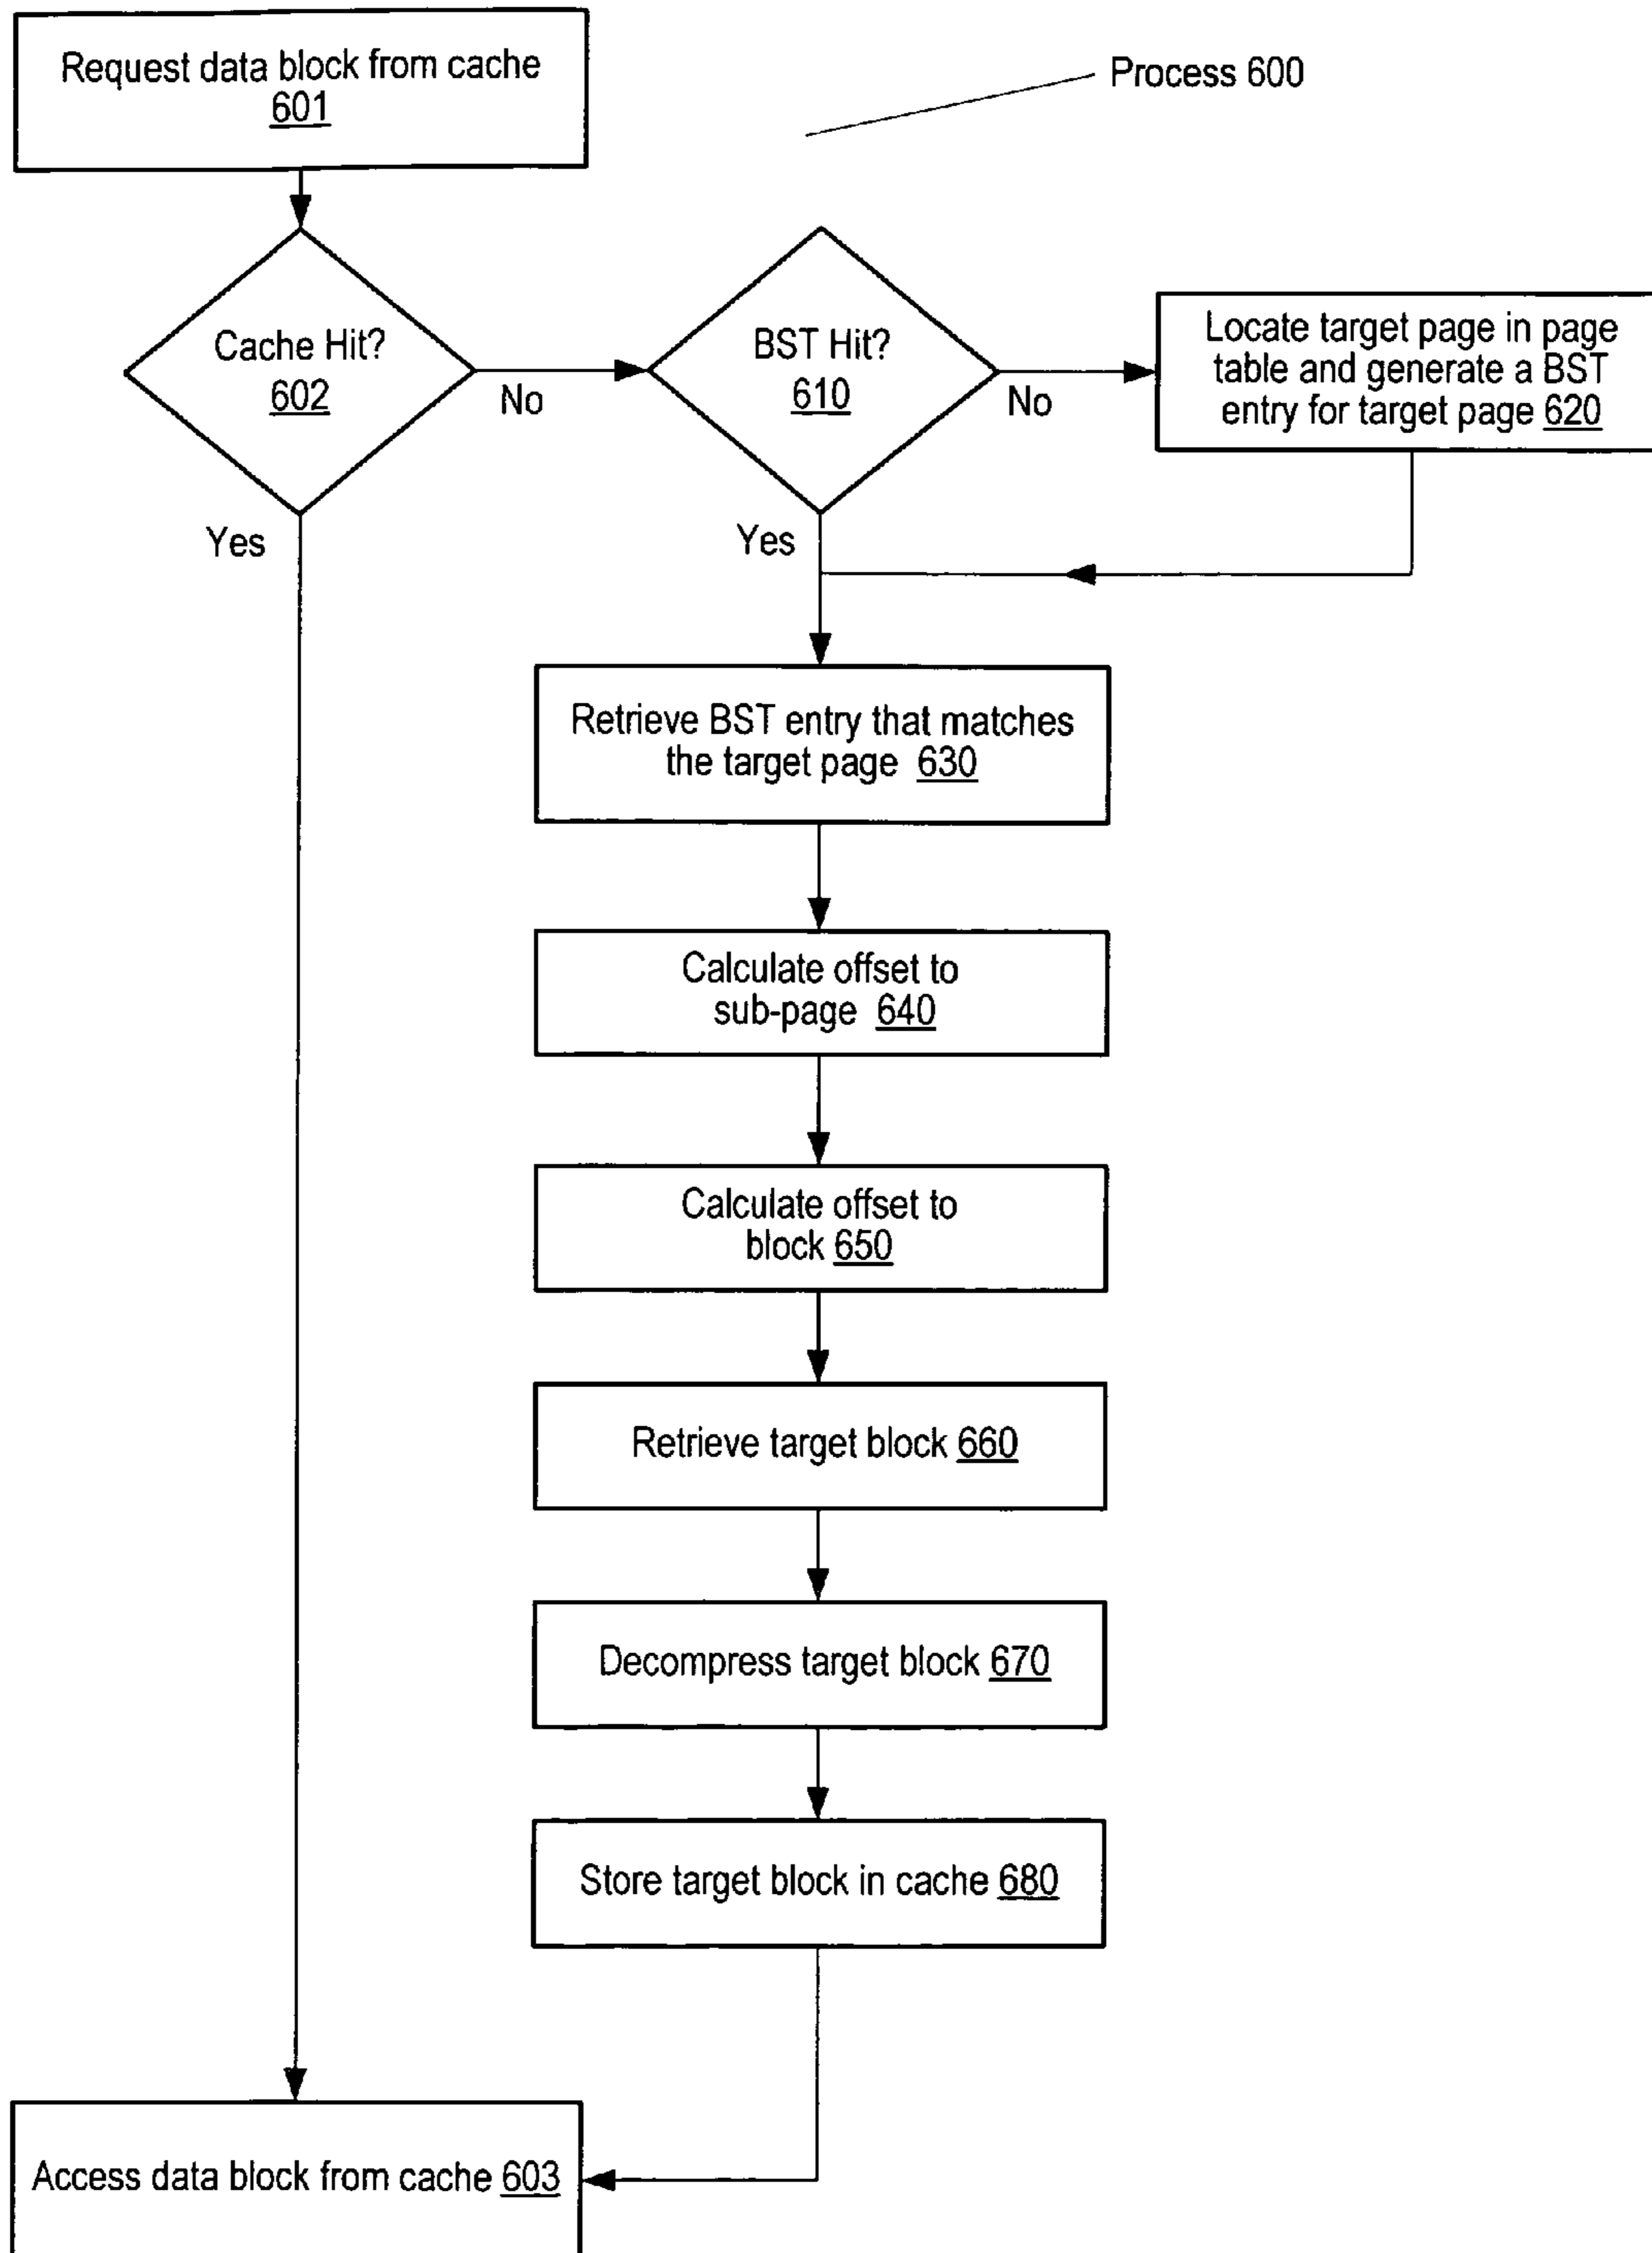 Request data block from cache
601
Process 600
Cache Hit?
602
No
BST Hit?
610
No
Locate target page in page
table and generate a BST
entry for target page 620
Yes
Yes
Retrieve BST entry that matches
the target page 630
Calculate offset to
sub-page 640
Calculate offset to
block 650
Retrieve target block 660
Decompress target block 670
Store target block in cache 680
Access data block from cache 603